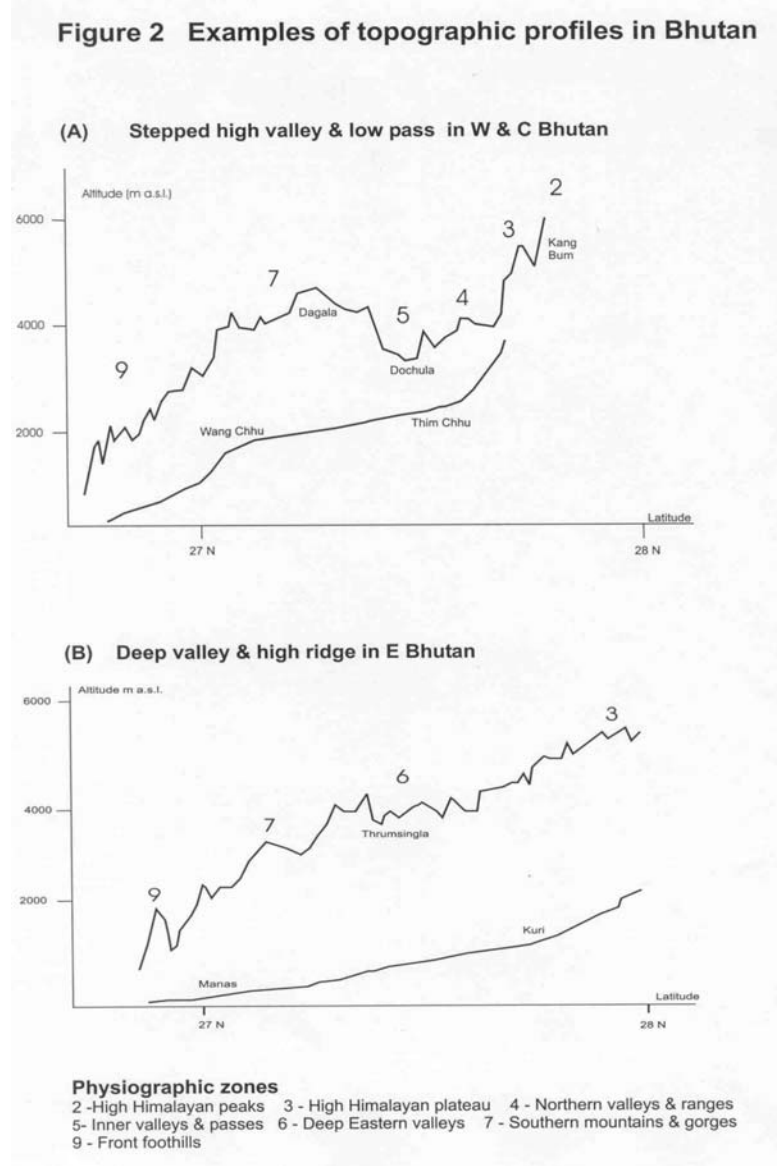 Figure 2   Examples of topographic profiles in Bhutan
(A)   Stepped high valley & low pass in W & C Bhutan
Altitude (m a.s.l.)
2
6000
3
Kang
Bum
7
Dagala
4000
5
4
Dochula
9
2000
Wang Chhu
Thim Chhu
Latitude
27 N
28 N
(B)   Deep valley & high ridge in E Bhutan
Altitude m a.s.l.
6000
3
6
4000
7
Thrumsingla
9
2000
Kuri
Manas
Latitude
27 N
28 N
Physiographic zones
2 -High Himalayan peaks   3 - High Himalayan plateau   4 - Northern valleys & ranges
5- Inner valleys & passes   6 - Deep Eastern valleys   7 - Southern mountains & gorges
9 - Front foothills